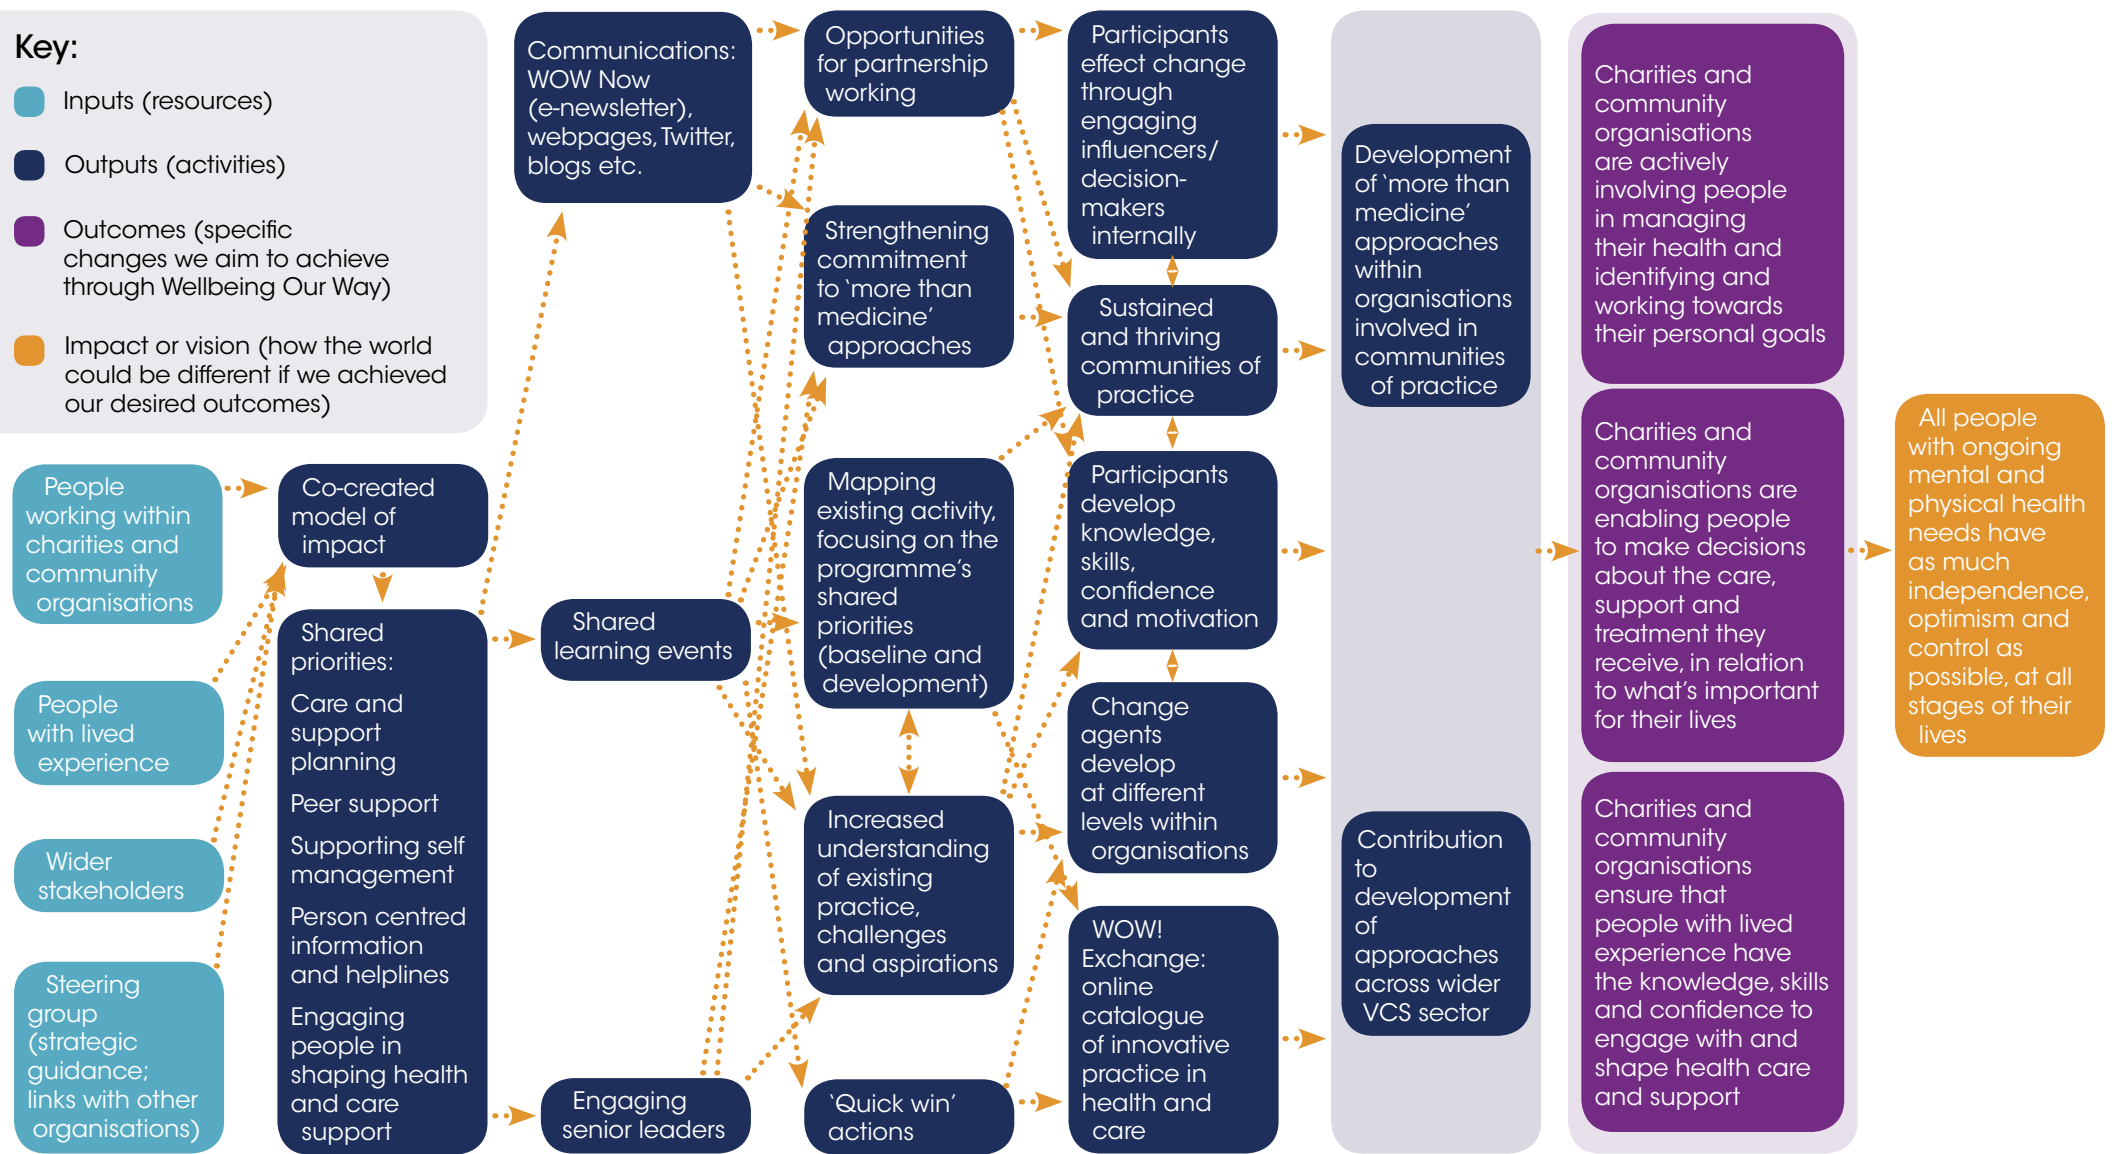 Key:
Inputs (resources)
Outputs (activities)
Outcomes (specific
changes we aim to achieve
through Wellbeing Our Way)
Impact or vision (how the world
could be different if we achieved
our desired outcomes)
People
working within
charities and
community
organisations
People
with lived
experience
Wider
stakeholders
Steering
group
(strategic
guidance;
links with other
organisations)
Co-created
model of
impact
Shared
priorities:
Care and
support
planning
Peer support
Supporting self
management
Person centred
information
and helplines
Engaging
people in
shaping health
and care
support
Communications:
WOW Now
(e-newsletter),
webpages, Twitter,
blogs etc.
Shared
learning events
Engaging
senior leaders
Opportunities
for partnership
working
Strengthening
commitment
to ‘more than
medicine’
approaches
Mapping
existing activity,
focusing on the
programme’s
shared
priorities
(baseline and
development)
Increased
understanding
of existing
practice,
challenges
and aspirations
‘Quick win’
actions
Participants
effect change
through
engaging
influencers/
decision-
makers
internally
Sustained
and thriving
communities of
practice
Participants
develop
knowledge,
skills,
confidence
and motivation
Change
agents
develop
at different
levels within
organisations
WOW!
Exchange:
online
catalogue
of innovative
practice in
health and
care
Development
of ‘more than
medicine’
approaches
within
organisations
involved in
communities
of practice
Contribution
to
development
of
approaches
across wider
VCS sector
Charities and
community
organisations
are actively
involving people
in managing
their health and
identifying and
working towards
their personal goals
Charities and
community
organisations are
enabling people
to make decisions
about the care,
support and
treatment they
receive, in relation
to what’s important
for their lives
Charities and
community
organisations
ensure that
people with lived
experience have
the knowledge, skills
and confidence to
engage with and
shape health care
and support
All people
with ongoing
mental and
physical health
needs have
as much
independence,
optimism and
control as
possible, at all
stages of their
lives